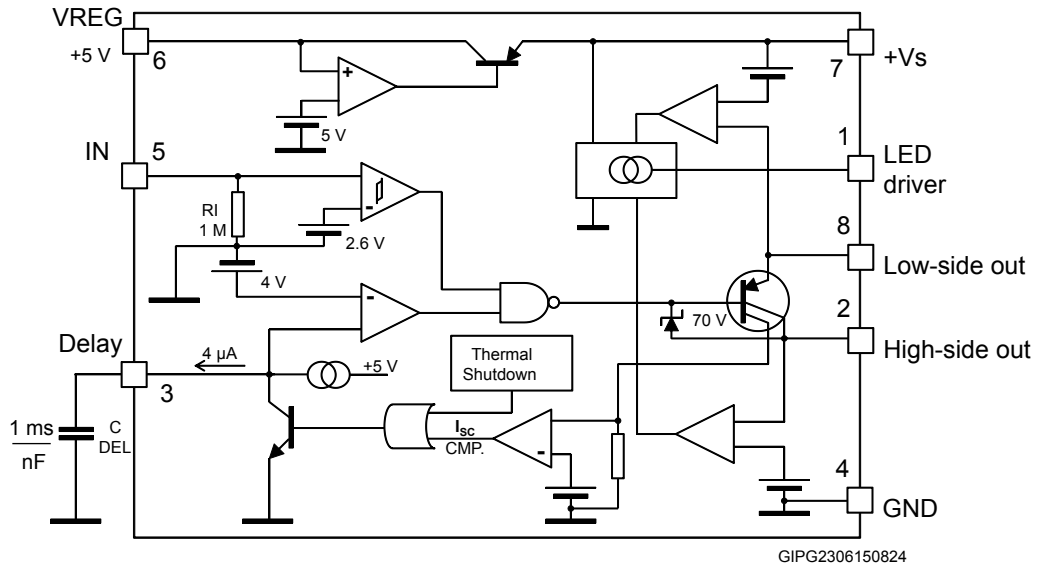 VREG
+5 V
6
7
+Vs
+
5 V
IN
5
1
LED
driver
RI
1 M
-
2.6 V
8
Low-side out
4 V
-
2
70 V
High-side out
Delay
4 µA
+5 V
3
Thermal
Shutdown
1 ms
nF
C
DEL
ISC
CMP.
-
4
GND
GIPG2306150824